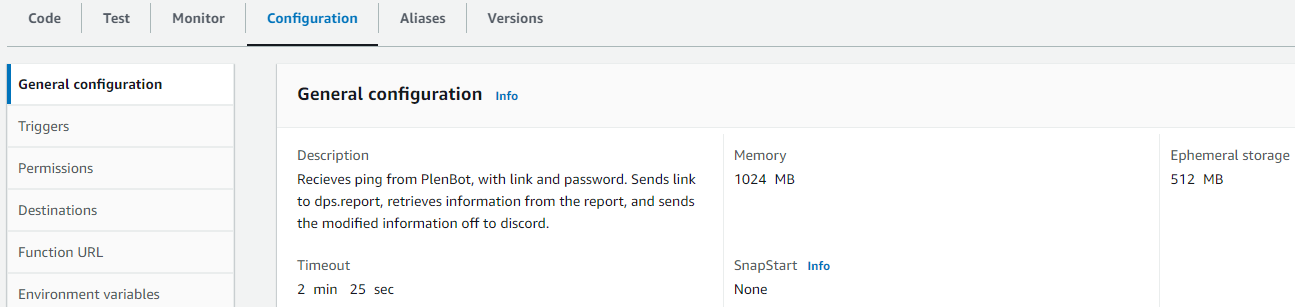 Code Test Monitor Configuration Aliases Versions
General configuration
Triggers
Permissions
Destinations
Function URL
Environment variables
General configuration Info
Description
Recieves ping from PlenBot, with link and password. Sends link
to dps.report, retrieves information from the report, and sends
the modified information off to discord.
Timeout
2 min 25 sec
Memory
1024 MB
SnapStart Info
None
Ephemeral storage
512 MB